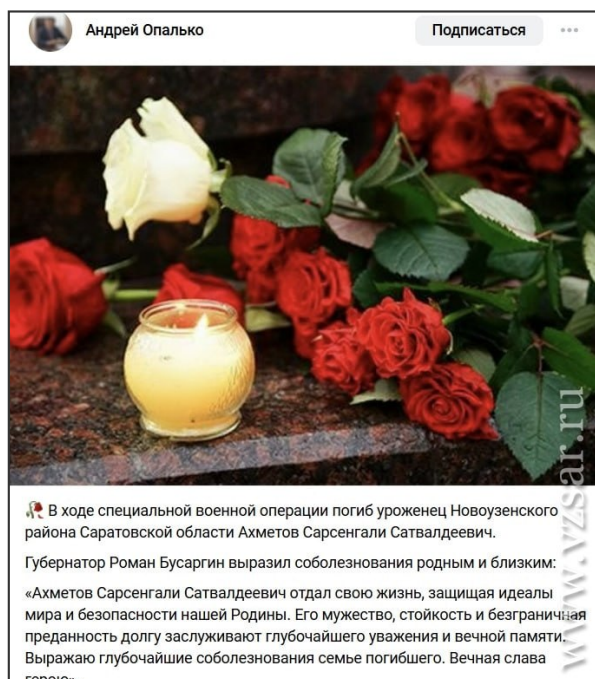 Андрей Опалько
Подписаться
www.vzsar.ru
🥀 В ходе специальной военной операции погиб уроженец Новоузенского
района Саратовской области Ахметов Сарсенгали Сатвалдеевич.
Губернатор Роман Бусаргин выразил соболезнования родным и близким:
«Ахметов Сарсенгали Сатвалдеевич отдал свою жизнь, защищая идеалы
мира и безопасности нашей Родины. Его мужество, стойкость и безграничная
преданность долгу заслуживают глубочайшего уважения и вечной памяти.
Выражаю глубочайшие соболезнования семье погибшего. Вечная слава